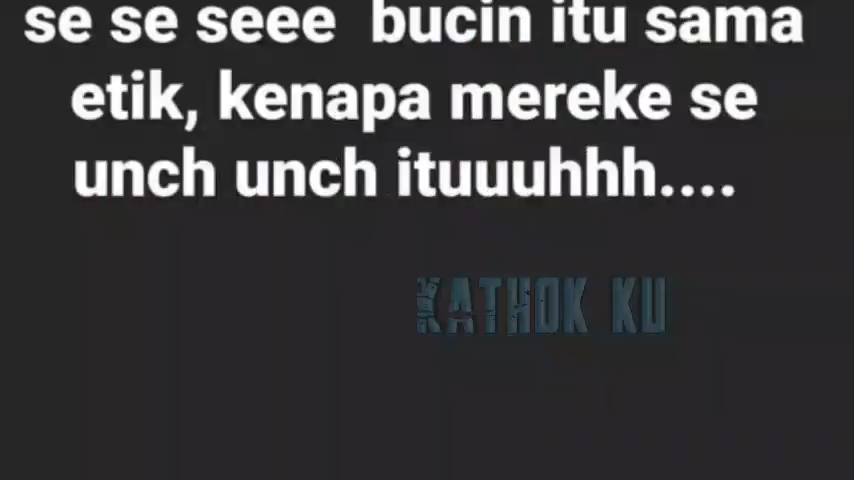 se se seee bucin itu sama
etik, kenapa mereke se
unch unch ituuuhhh....
KATHOK KU